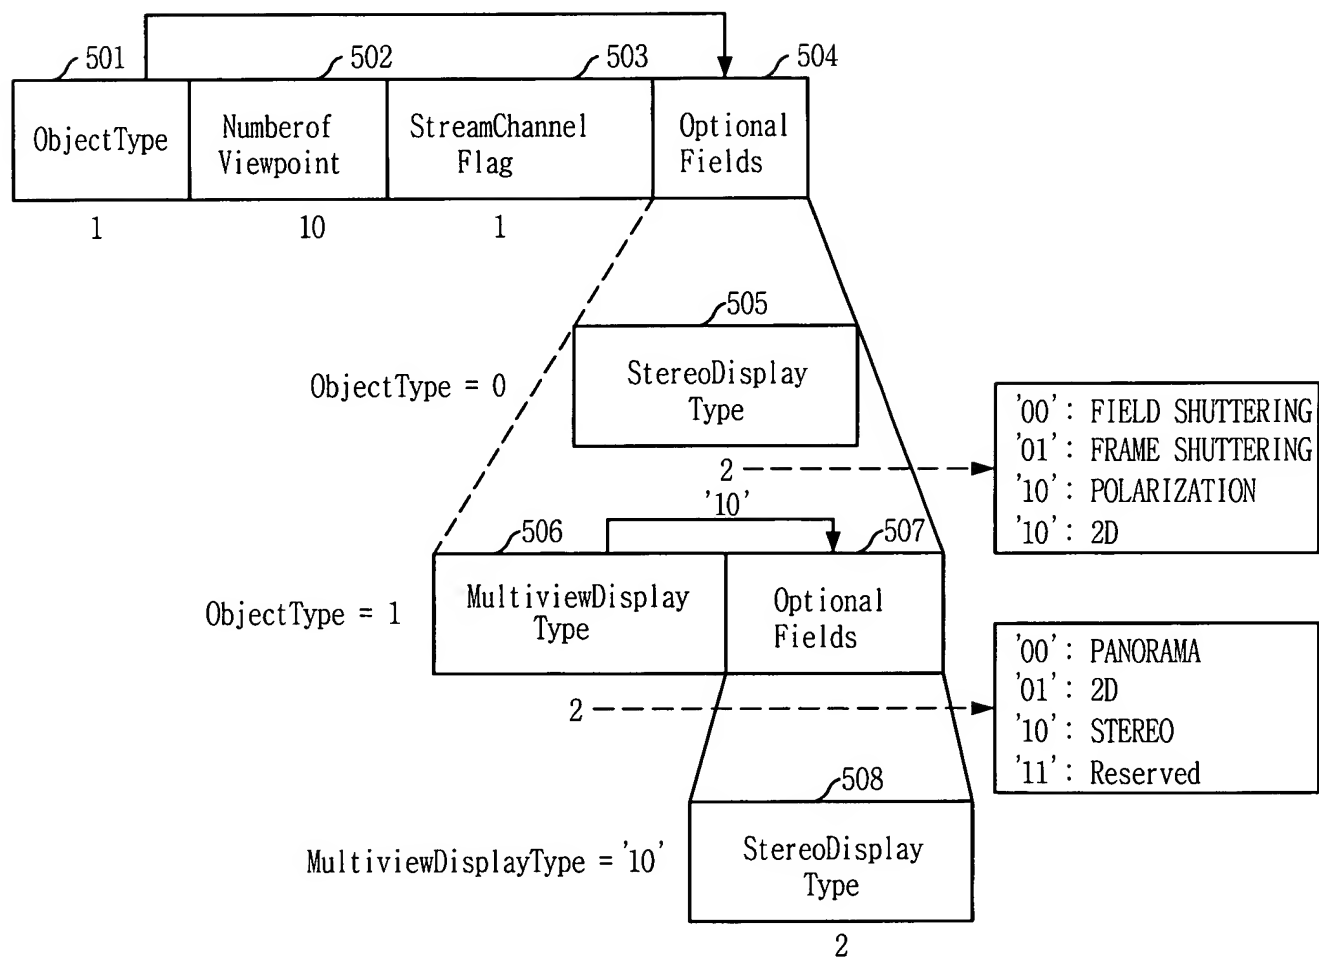 501
502
503
504
ObjectType
Numberof
Viewpoint
StreamChannel
Flag
Optional
Fields
1
10
1
505
ObjectType = 0
StereoDisplay
Type
2
'00': FIELD SHUTTERING
'01': FRAME SHUTTERING
'10': POLARIZATION
'10': 2D
'10'
506
507
ObjectType = 1
MultiviewDisplay
Type
Optional
Fields
2
'00': PANORAMA
'01': 2D
'10': STEREO
'11': Reserved
508
MultiviewDisplayType = '10'
StereoDisplay
Type
2